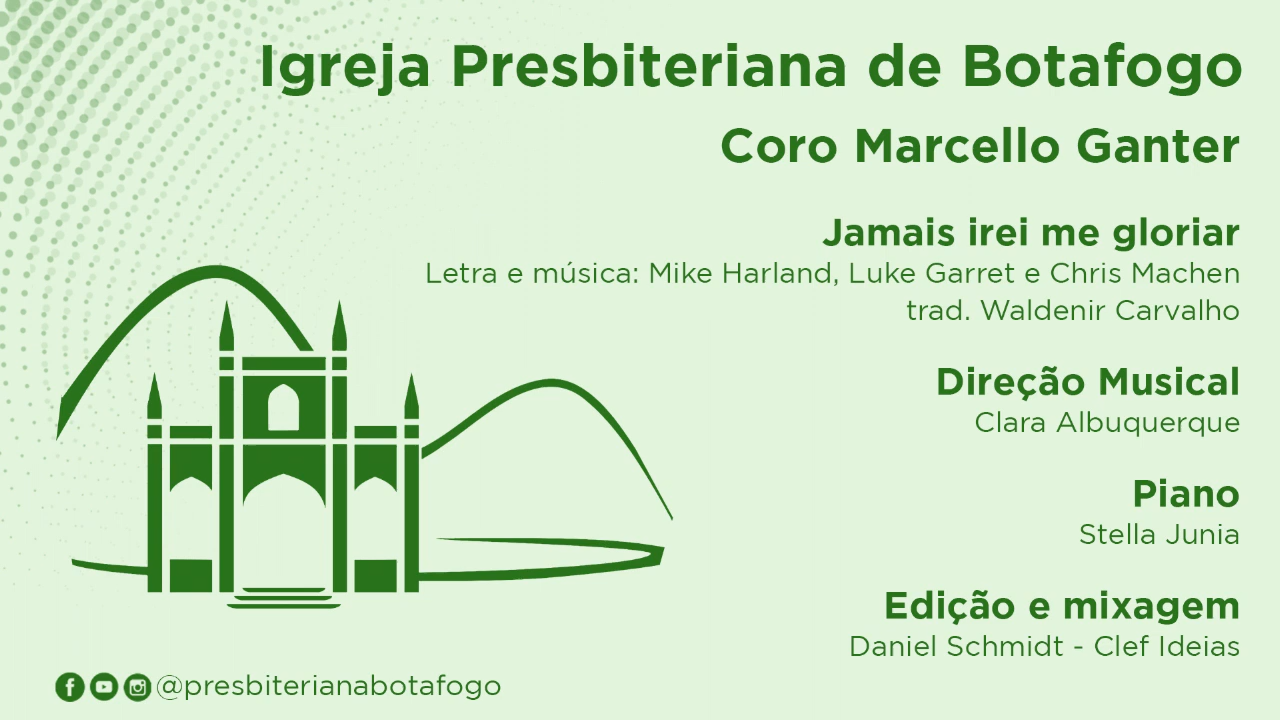 Igreja Presbiteriana de Botafogo
Coro Marcello Ganter
Jamais irei me gloriar
Letra e música: Mike Harland, Luke Garret e Chris Machen
trad. Waldenir Carvalho
Direção Musical
Clara Albuquerque
Piano
Stella Junia
Edição e mixagem
Daniel Schmidt - Clef Ideias
@presbiterianabotafogo